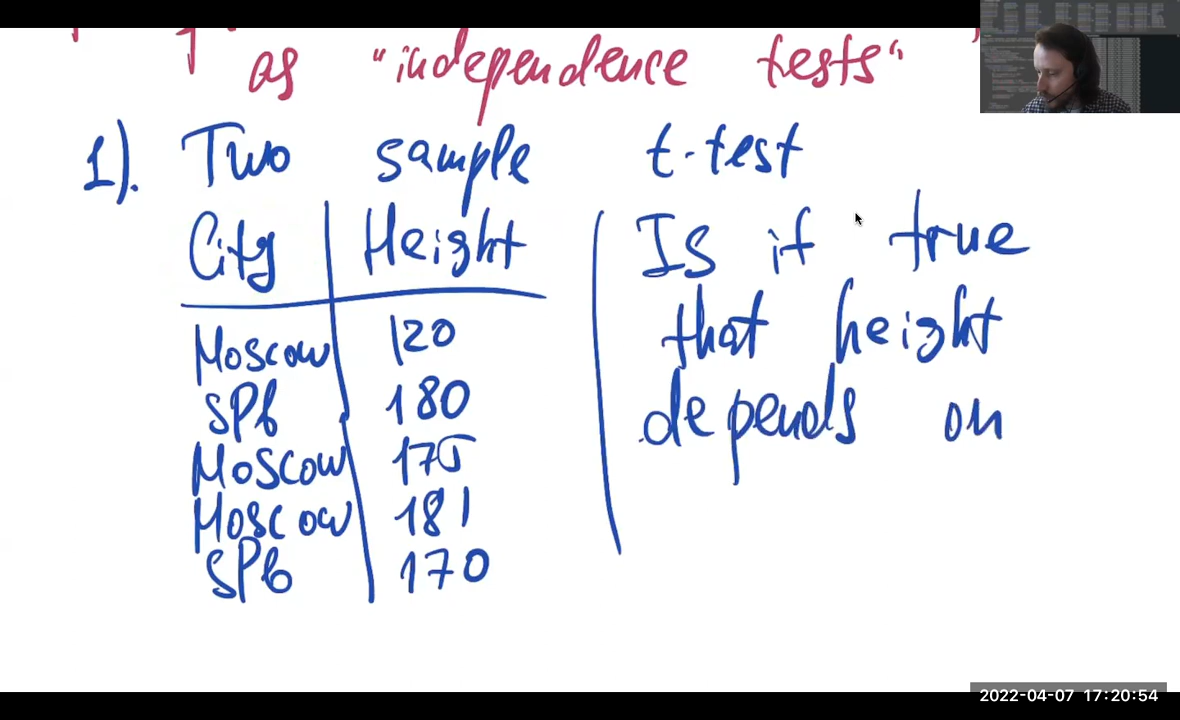 as "independence tests"
1). Two sample t-test
City Height
Moscow 120
SPb 180
Moscow 175
Moscow 181
SPb 170
Is it true
that height
depends on
2022-04-07 17:20:54